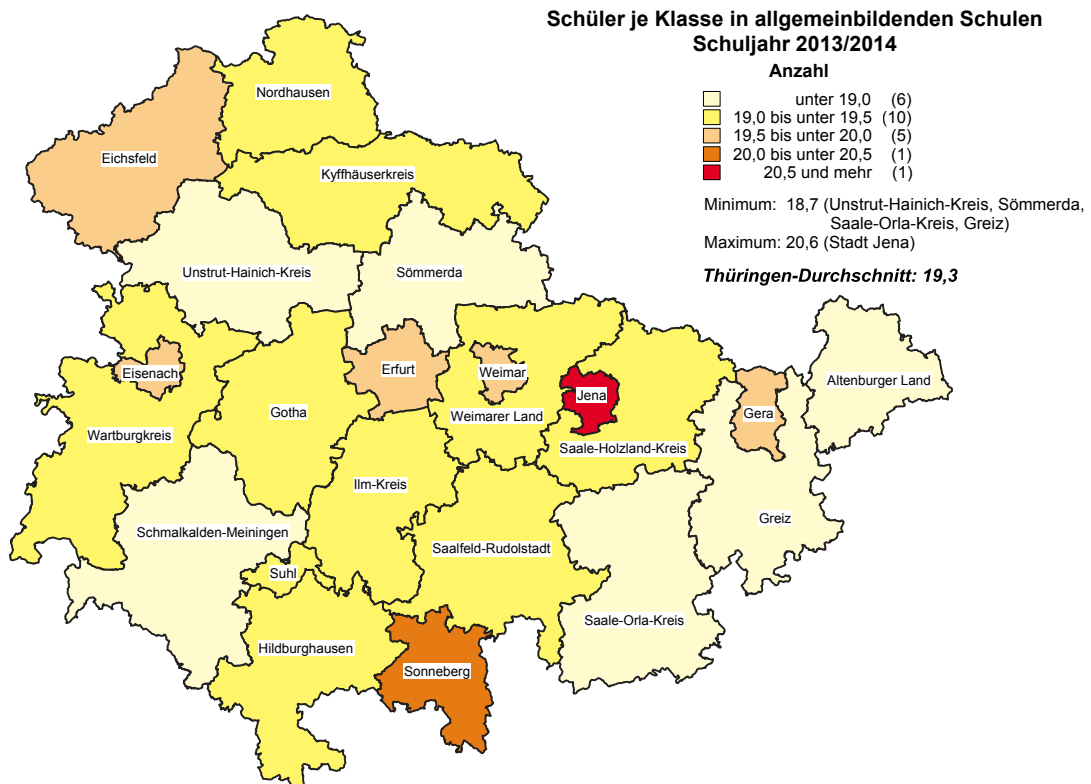 Schüler je Klasse in allgemeinbildenden Schulen
Schuljahr 2013/2014
Anzahl
unter 19,0 (6)
19,0 bis unter 19,5 (10)
19,5 bis unter 20,0 (5)
20,0 bis unter 20,5 (1)
20,5 und mehr (1)
Minimum: 18,7 (Unstrut-Hainich-Kreis, Sömmerda,
Saale-Orla-Kreis, Greiz)
Maximum: 20,6 (Stadt Jena)
Thüringen-Durchschnitt: 19,3
Nordhausen
Eichsfeld
Kyffhäuserkreis
Unstrut-Hainich-Kreis
Sömmerda
Eisenach
Erfurt
Weimar
Altenburger Land
Jena
Gotha
Weimarer Land
Gera
Wartburgkreis
Saale-Holzland-Kreis
Ilm-Kreis
Greiz
Schmalkalden-Meiningen
Saalfeld-Rudolstadt
Suhl
Saale-Orla-Kreis
Hildburghausen
Sonneberg